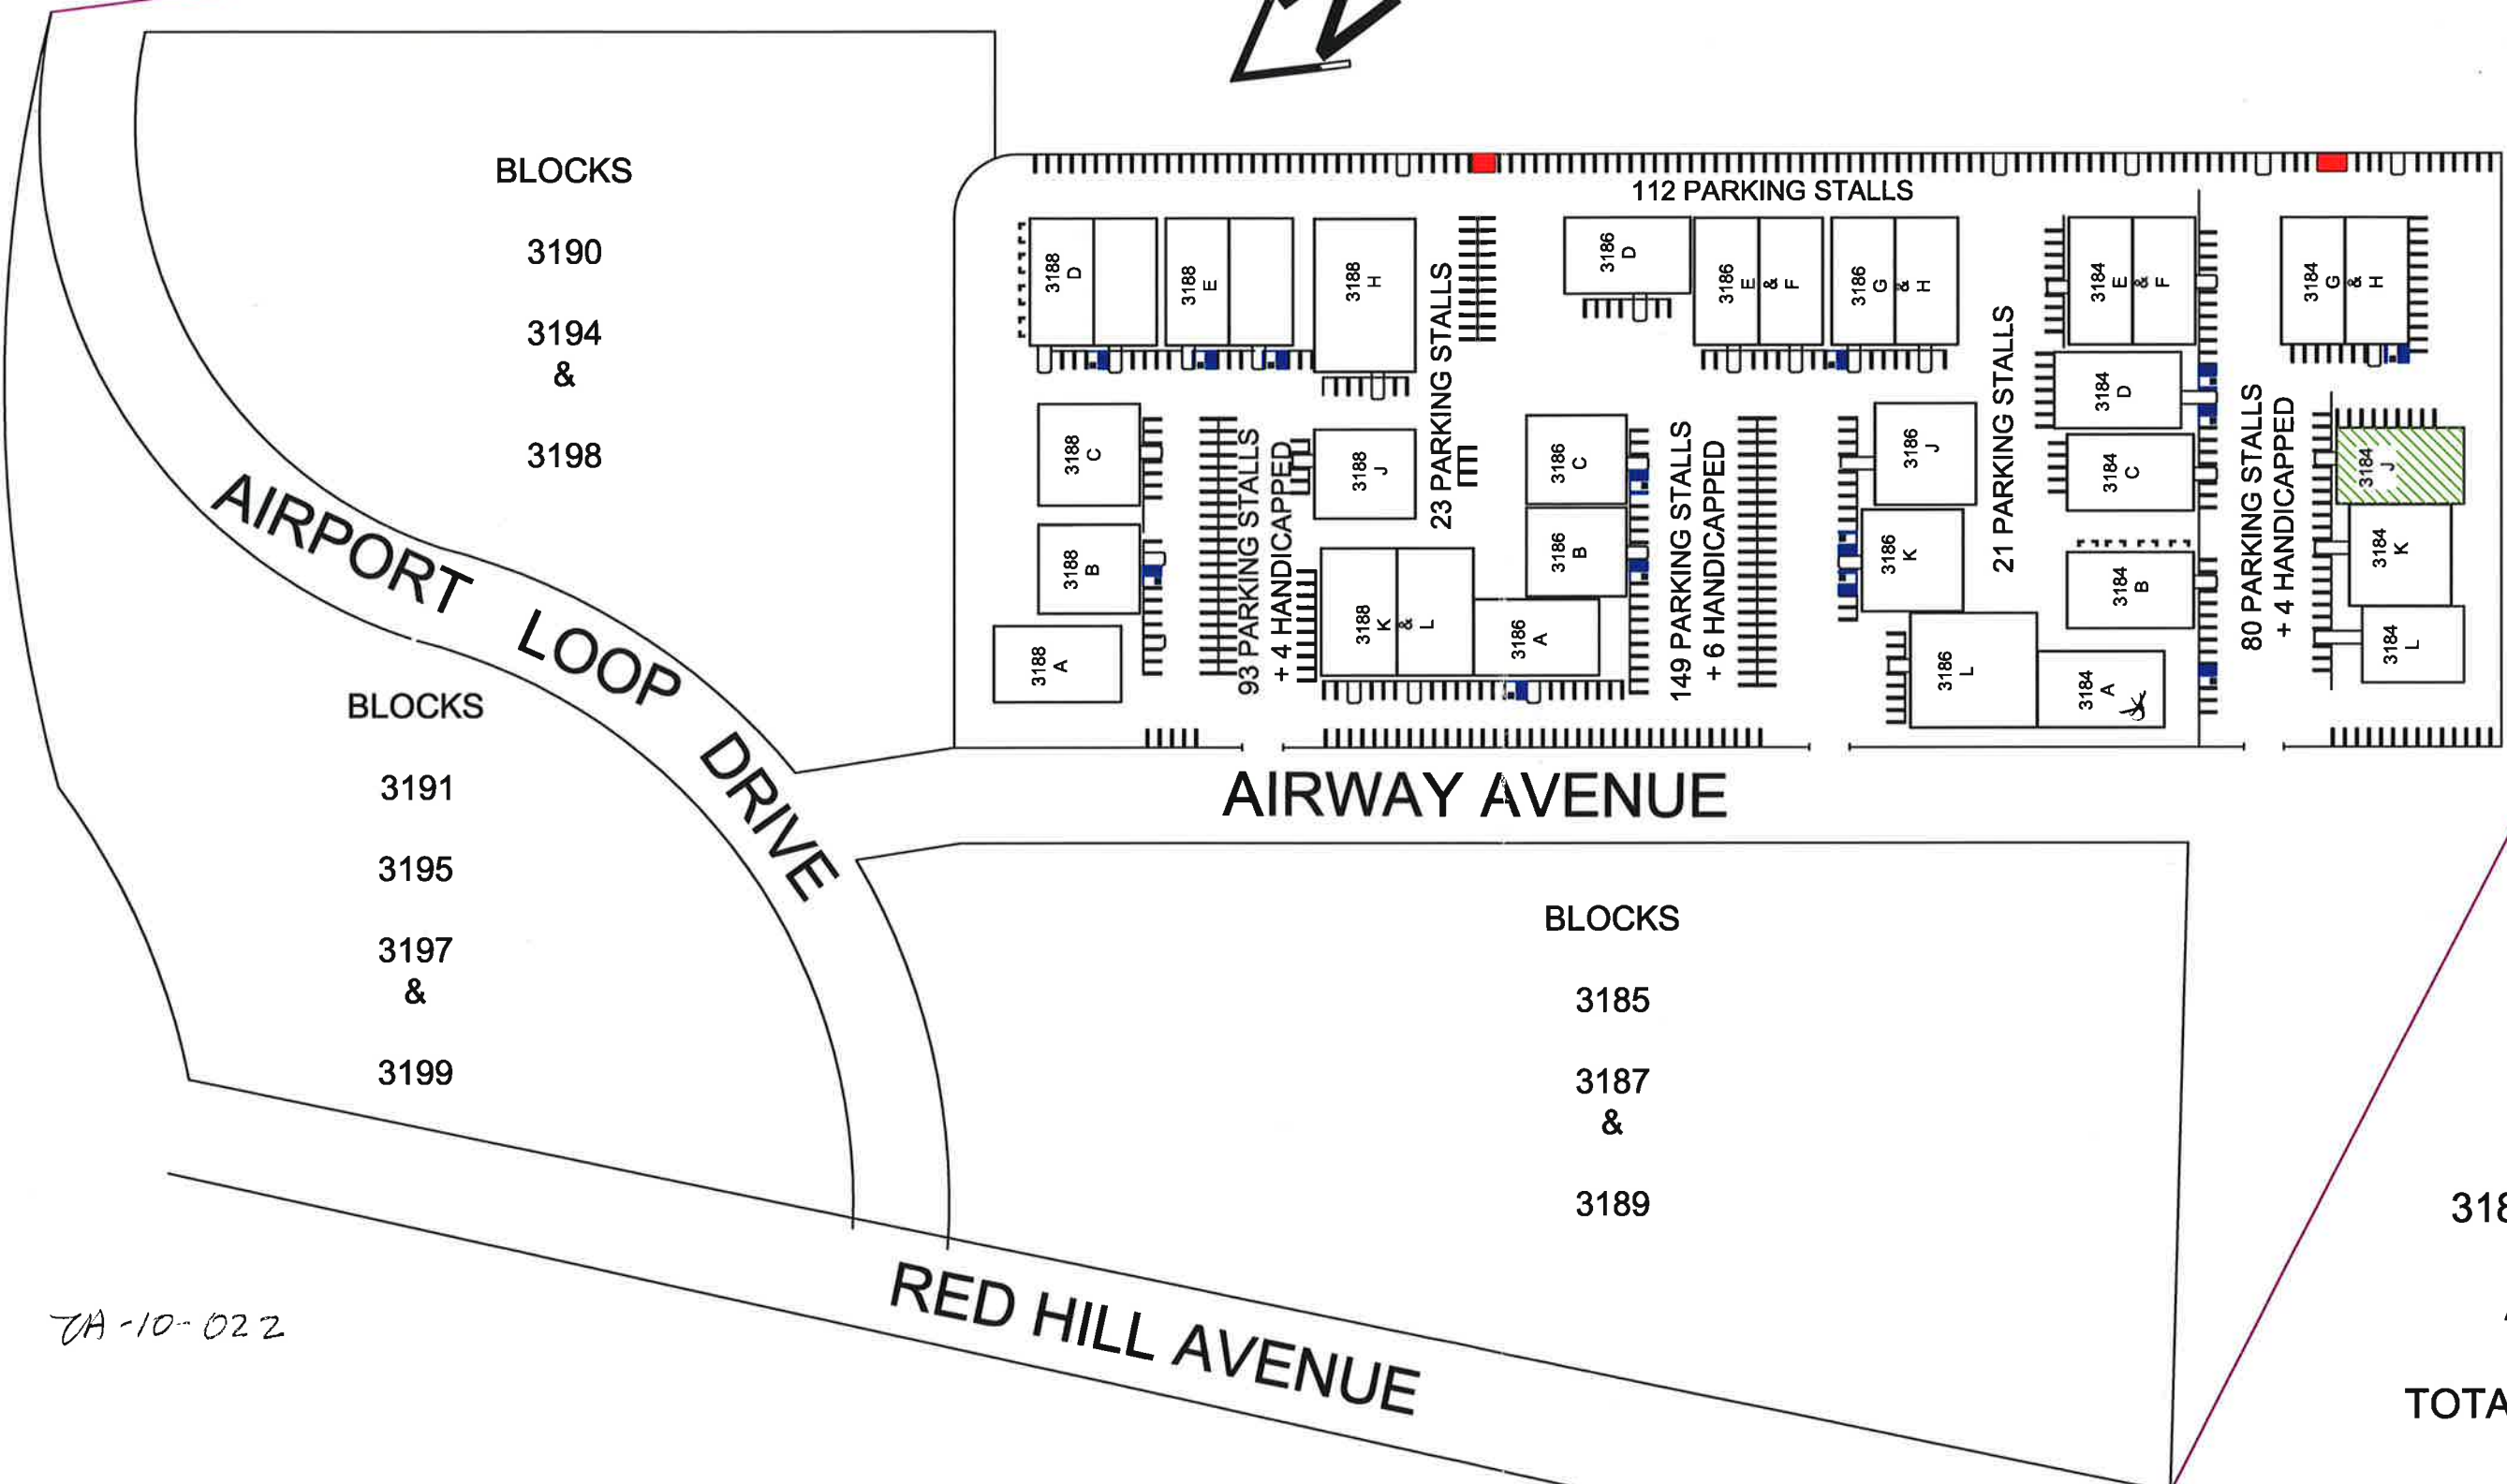 BLOCKS
3190
3194
&
3198
AIRPORT LOOP DRIVE
BLOCKS
3191
3195
3197
&
3199
112 PARKING STALLS
3188
D
3188
E
3188
H
23 PARKING STALLS
3186
D
3186
E
&
F
3186
G
&
H
21 PARKING STALLS
3184
E
&
F
3184
G
&
H
3184
D
3188
C
93 PARKING STALLS
+ 4 HANDICAPPED
3188
J
3186
C
149 PARKING STALLS
+ 6 HANDICAPPED
3186
J
3184
C
80 PARKING STALLS
+ 4 HANDICAPPED
3184
J
3188
B
3186
B
3186
K
3184
B
3184
K
3188
A
3188
K
&
L
3186
A
3186
L
3184
A
3184
L
AIRWAY AVENUE
BLOCKS
3185
3187
&
3189
RED HILL AVENUE
ZA-10-022
318
TOTA